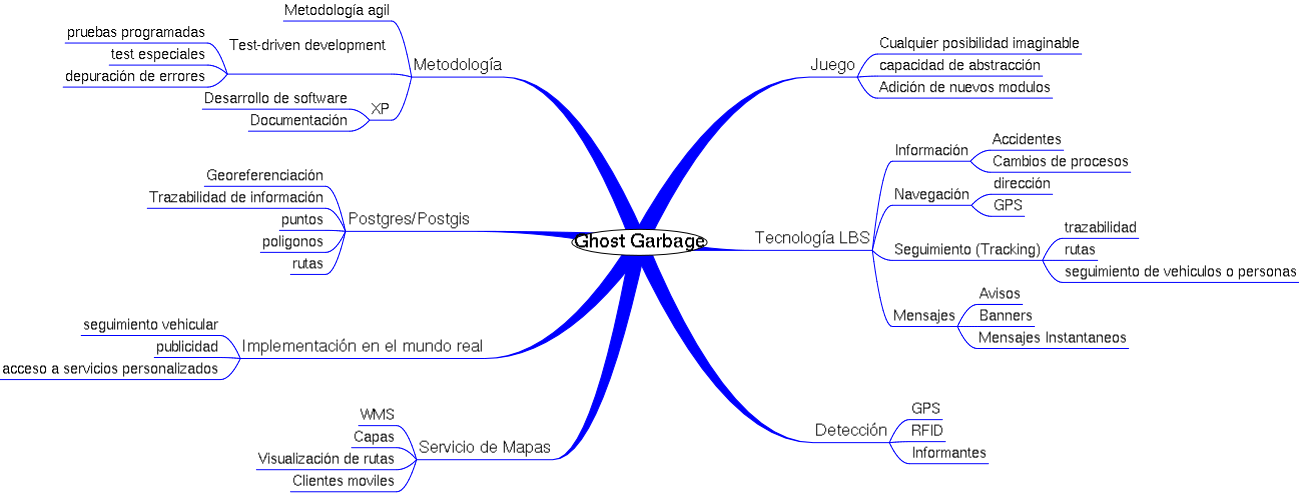 Ghost Garbage
Metodología
Metodología agil
Test-driven development
pruebas programadas
test especiales
depuración de errores
XP
Desarrollo de software
Documentación
Postgres/Postgis
Georeferenciación
Trazabilidad de información
puntos
poligonos
rutas
Implementación en el mundo real
seguimiento vehicular
publicidad
acceso a servicios personalizados
Servicio de Mapas
WMS
Capas
Visualización de rutas
Clientes moviles
Juego
Cualquier posibilidad imaginable
capacidad de abstracción
Adición de nuevos modulos
Tecnología LBS
Información
Accidentes
Cambios de procesos
Navegación
dirección
GPS
Seguimiento (Tracking)
trazabilidad
rutas
seguimiento de vehiculos o personas
Mensajes
Avisos
Banners
Mensajes Instantaneos
Detección
GPS
RFID
Informantes